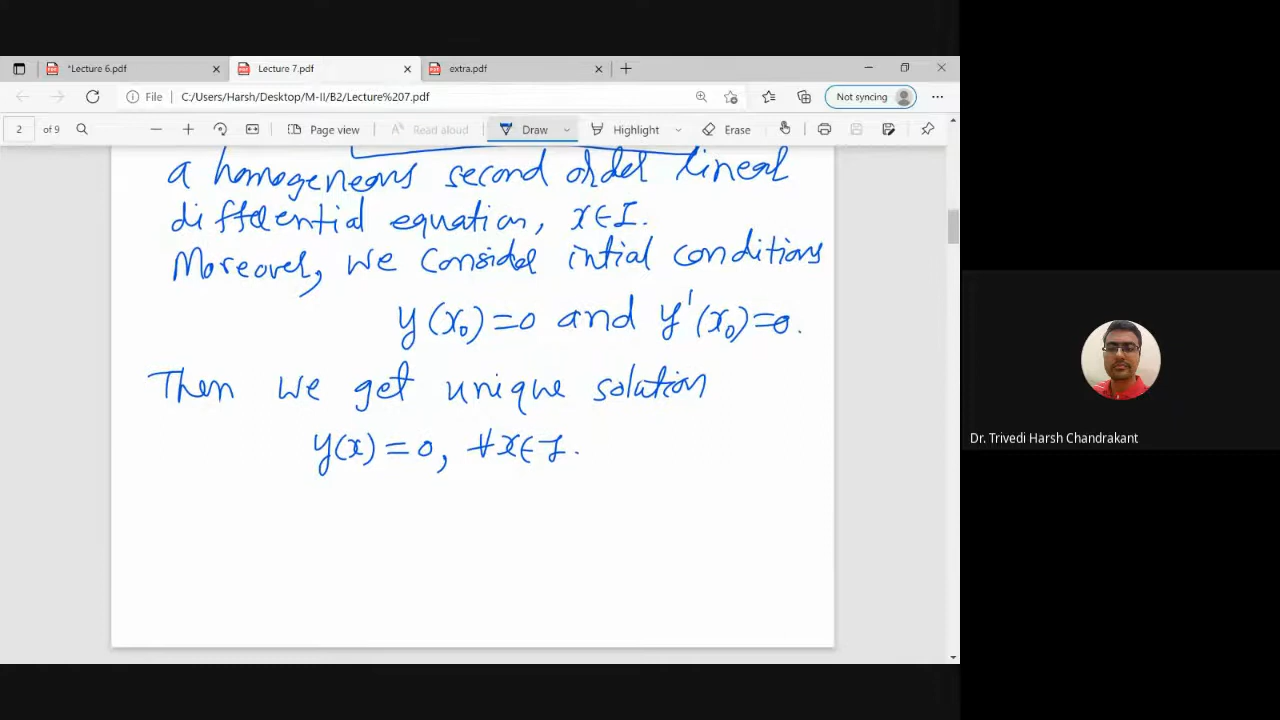 *Lecture 6.pdf
Lecture 7.pdf
extra.pdf
File
C:/Users/Harsh/Desktop/M-II/B2/Lecture%207.pdf
Not syncing
2 of 9
Page view
Read aloud
Draw
Highlight
Erase
a homogeneous second order linear
differential equation, x∈I.
Moreover, we consider intial conditions
y(x₀)=0 and y'(x₀)=0.
Then we get unique solution
y(x)=0, ∀x∈I.
Dr. Trivedi Harsh Chandrakant